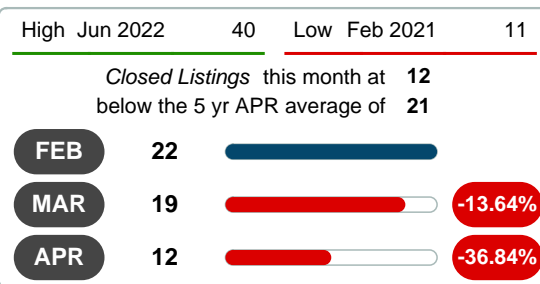 High Jun 2022 40 Low Feb 2021 11
Closed Listings this month at 12
below the 5 yr APR average of 21
FEB 22
MAR 19 -13.64%
APR 12 -36.84%